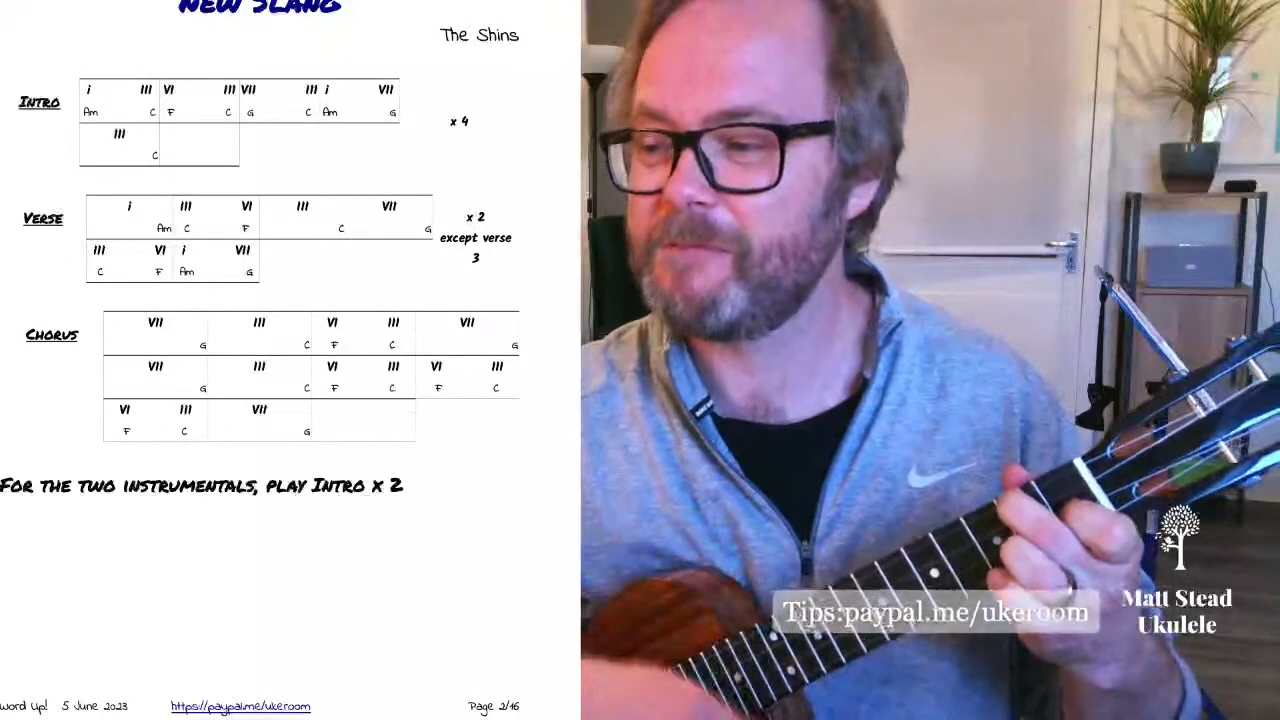 NEW SLANG
The Shins
INTRO
i III VI III VII III i VII
Am C F C G C Am G
x 4
III
C
VERSE
i III VI III VII
Am C F C G
x 2
except verse
3
III VI i VII
C F Am G
CHORUS
VII III VI III VII
G C F C G
VII III VI III VI III
G C F C F C
VI III VII
F C G
FOR THE TWO INSTRUMENTALS, PLAY INTRO X 2
Word Up! 5 June 2023 https://paypal.me/ukeroom Page 2/16
Tips:paypal.me/ukeroom
Matt Stead
Ukulele